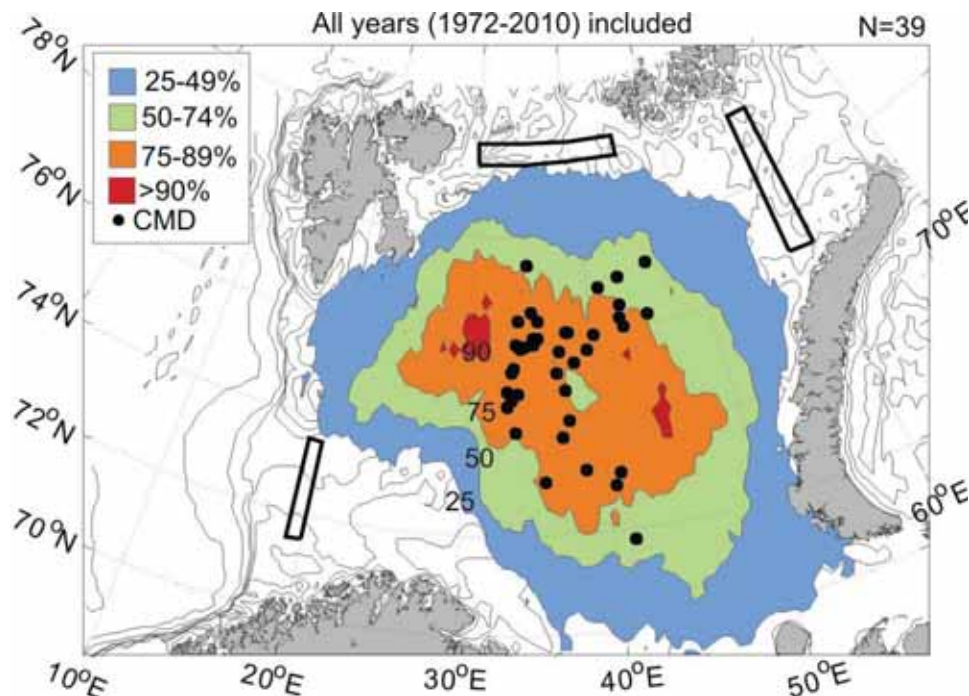 All years (1972-2010) included
N=39
78°N
76°N
74°N
72°N
70°N
25-49%
50-74%
75-89%
>90%
CMD
90
75
50
25
70°E
60°E
10°E
20°E
30°E
40°E
50°E